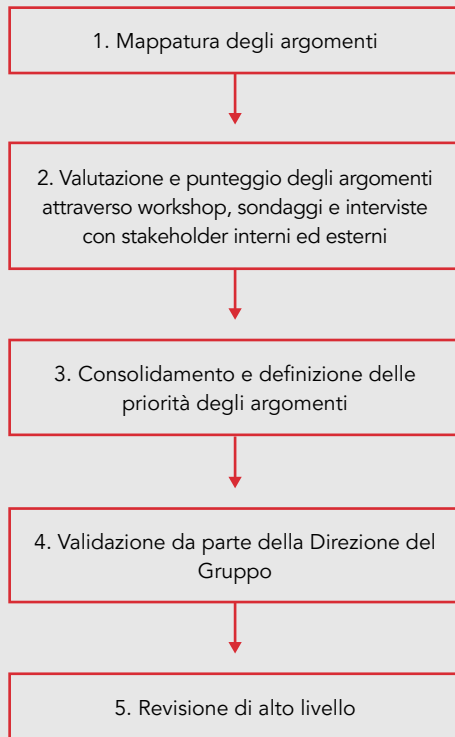 1. Mappatura degli argomenti
2. Valutazione e punteggio degli argomenti
attraverso workshop, sondaggi e interviste
con stakeholder interni ed esterni
3. Consolidamento e definizione delle
priorità degli argomenti
4. Validazione da parte della Direzione del
Gruppo
5. Revisione di alto livello